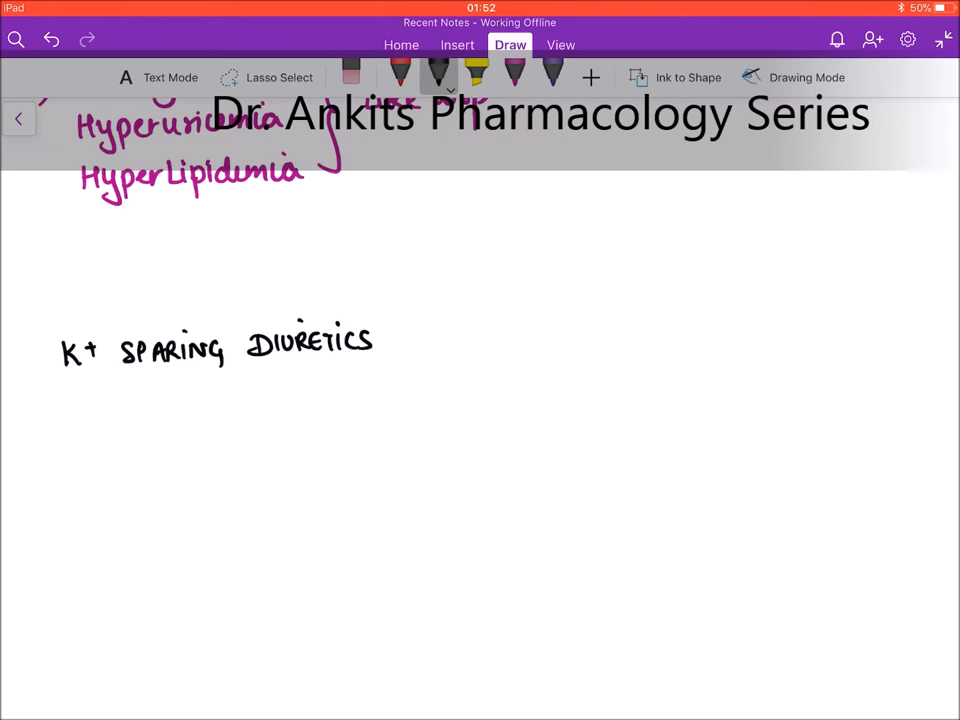 iPad 01:52 50%
Recent Notes - Working Offline
Home Insert Draw View
A Text Mode Lasso Select Ink to Shape Drawing Mode
Dr. Ankits Pharmacology Series
Hyperuricemia
HyperLipidemia
K+ SPARING DIURETICS